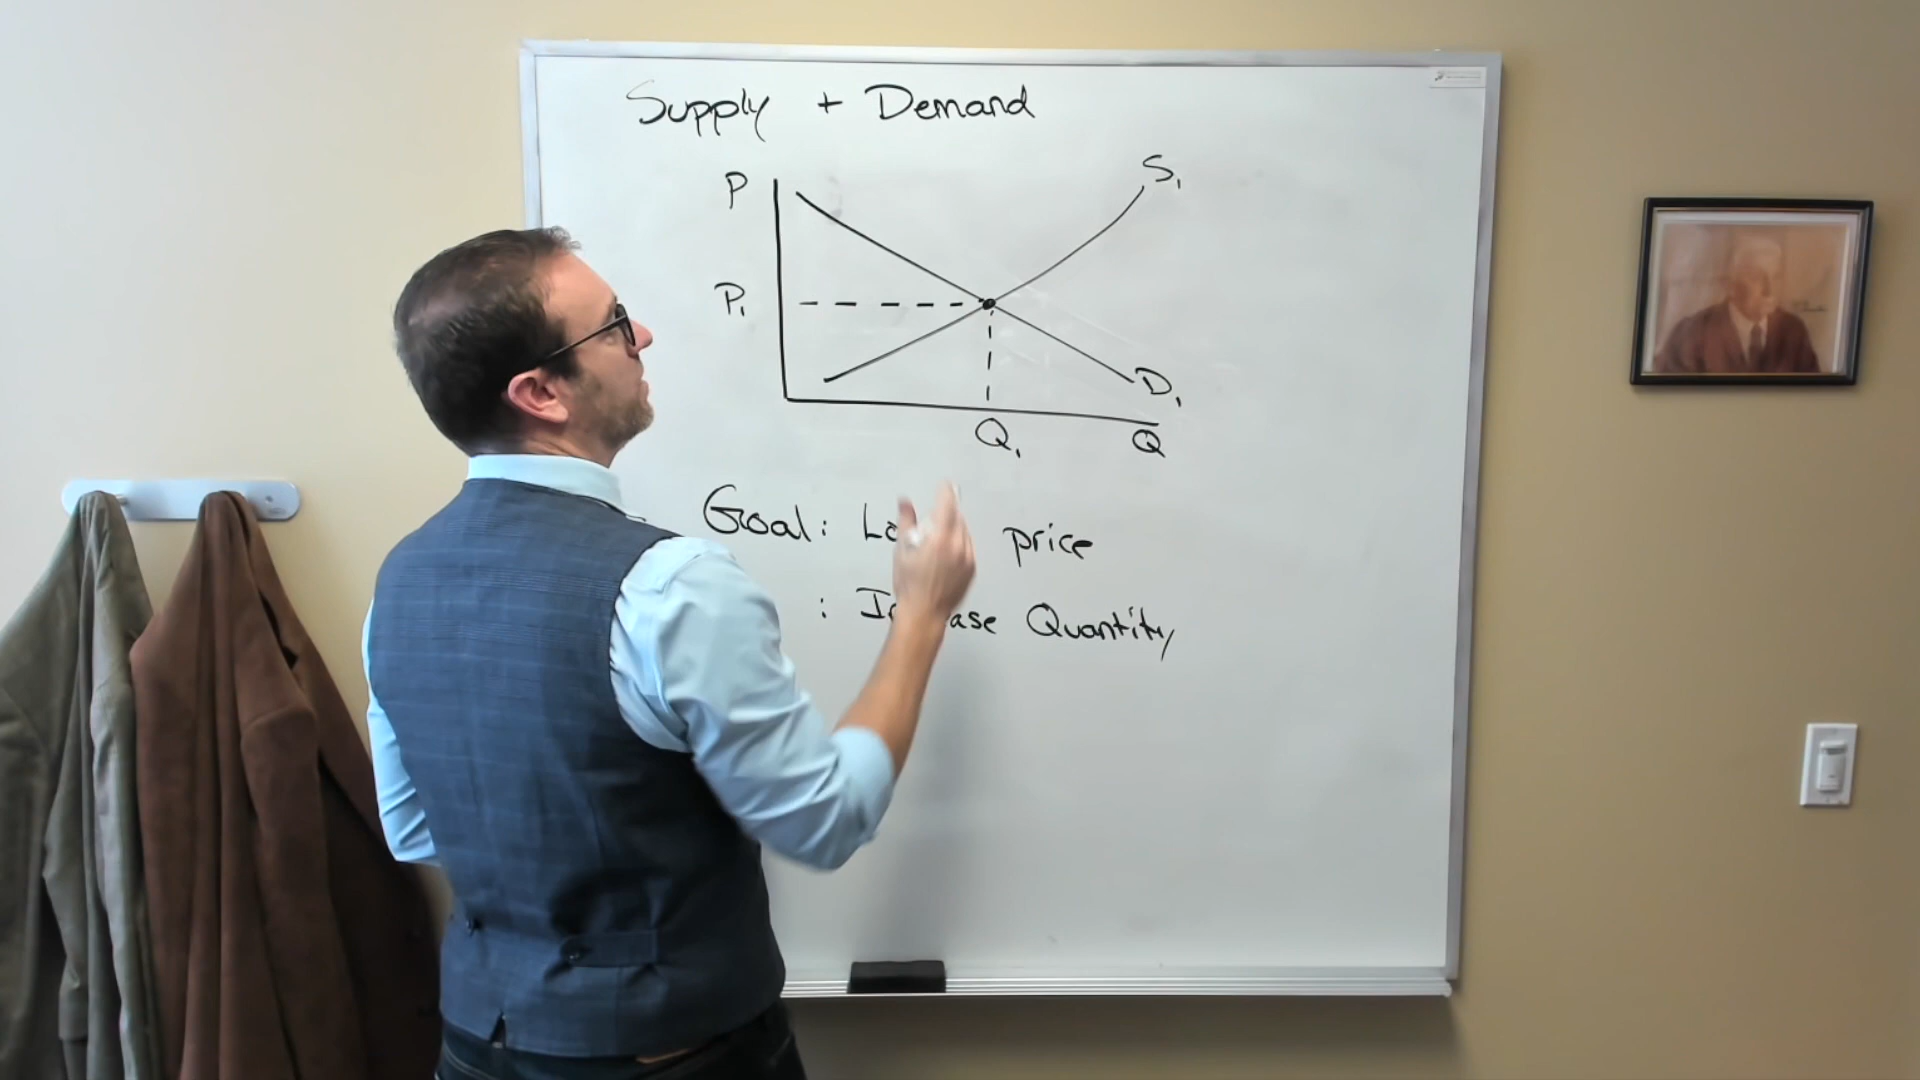 Supply + Demand
P
S₁
P₁
D₁
Q₁ Q
Goal: price
: Quantity